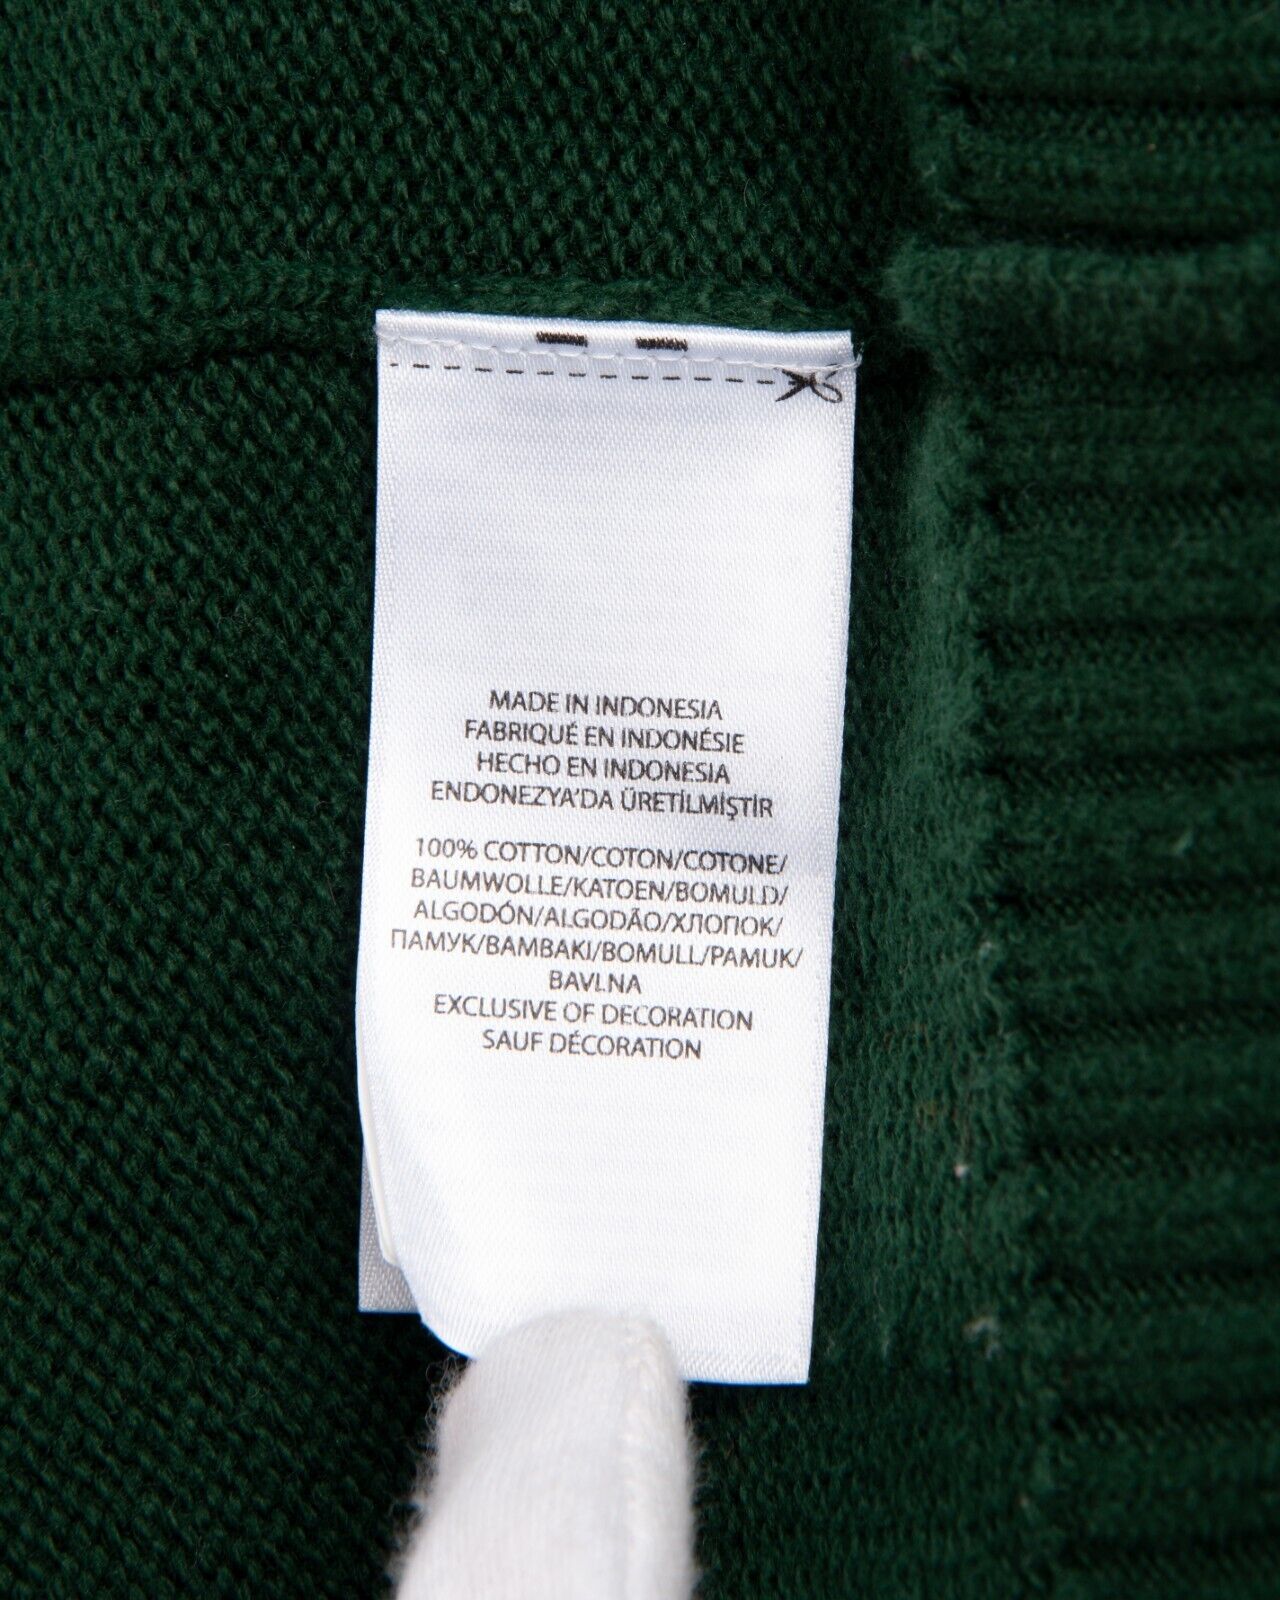 MADE IN INDONESIA
FABRIQUÉ EN INDONÉSIE
HECHO EN INDONESIA
ENDONEZYA'DA ÜRETİLMİŞTİR
100% COTTON/COTON/COTONE/
BAUMWOLLE/KATOEN/BOMULD/
ALGODÓN/ALGODÃO/ХЛОПОК/
ПАМУК/BAMBAKI/BOMULL/PAMUK/
BAVLNA
EXCLUSIVE OF DECORATION
SAUF DÉCORATION